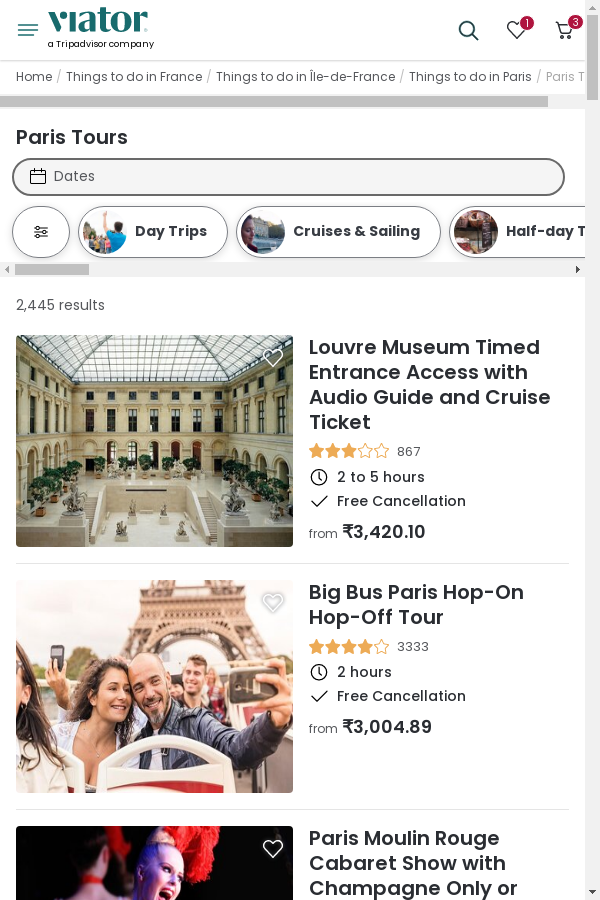 viator
a Tripadvisor company
1
3
Home / Things to do in France / Things to do in Île-de-France / Things to do in Paris / Paris T
Paris Tours
Dates
Day Trips
Cruises & Sailing
Half-day T
2,445 results
Louvre Museum Timed
Entrance Access with
Audio Guide and Cruise
Ticket
867
2 to 5 hours
Free Cancellation
from ₹3,420.10
Big Bus Paris Hop-On
Hop-Off Tour
3333
2 hours
Free Cancellation
from ₹3,004.89
Paris Moulin Rouge
Cabaret Show with
Champagne Only or